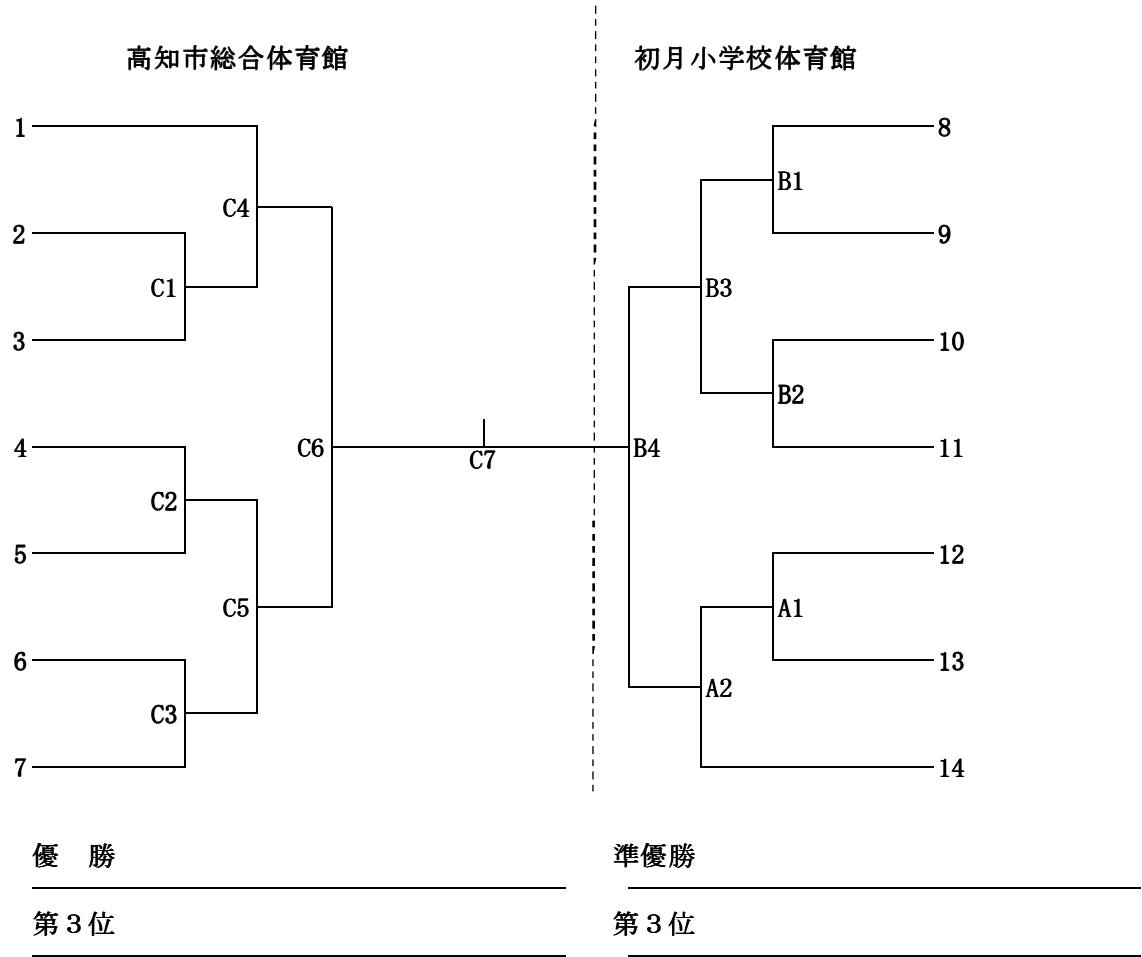 高知市総合体育館 初月小学校体育館
1 8
B1
C4
2 9
C1 B3
3 10
B2
4 C6 B4 11
C7
C2
5 12
C5 A1
6 13
A2
C3
7 14
優　勝 準優勝
第３位 第３位